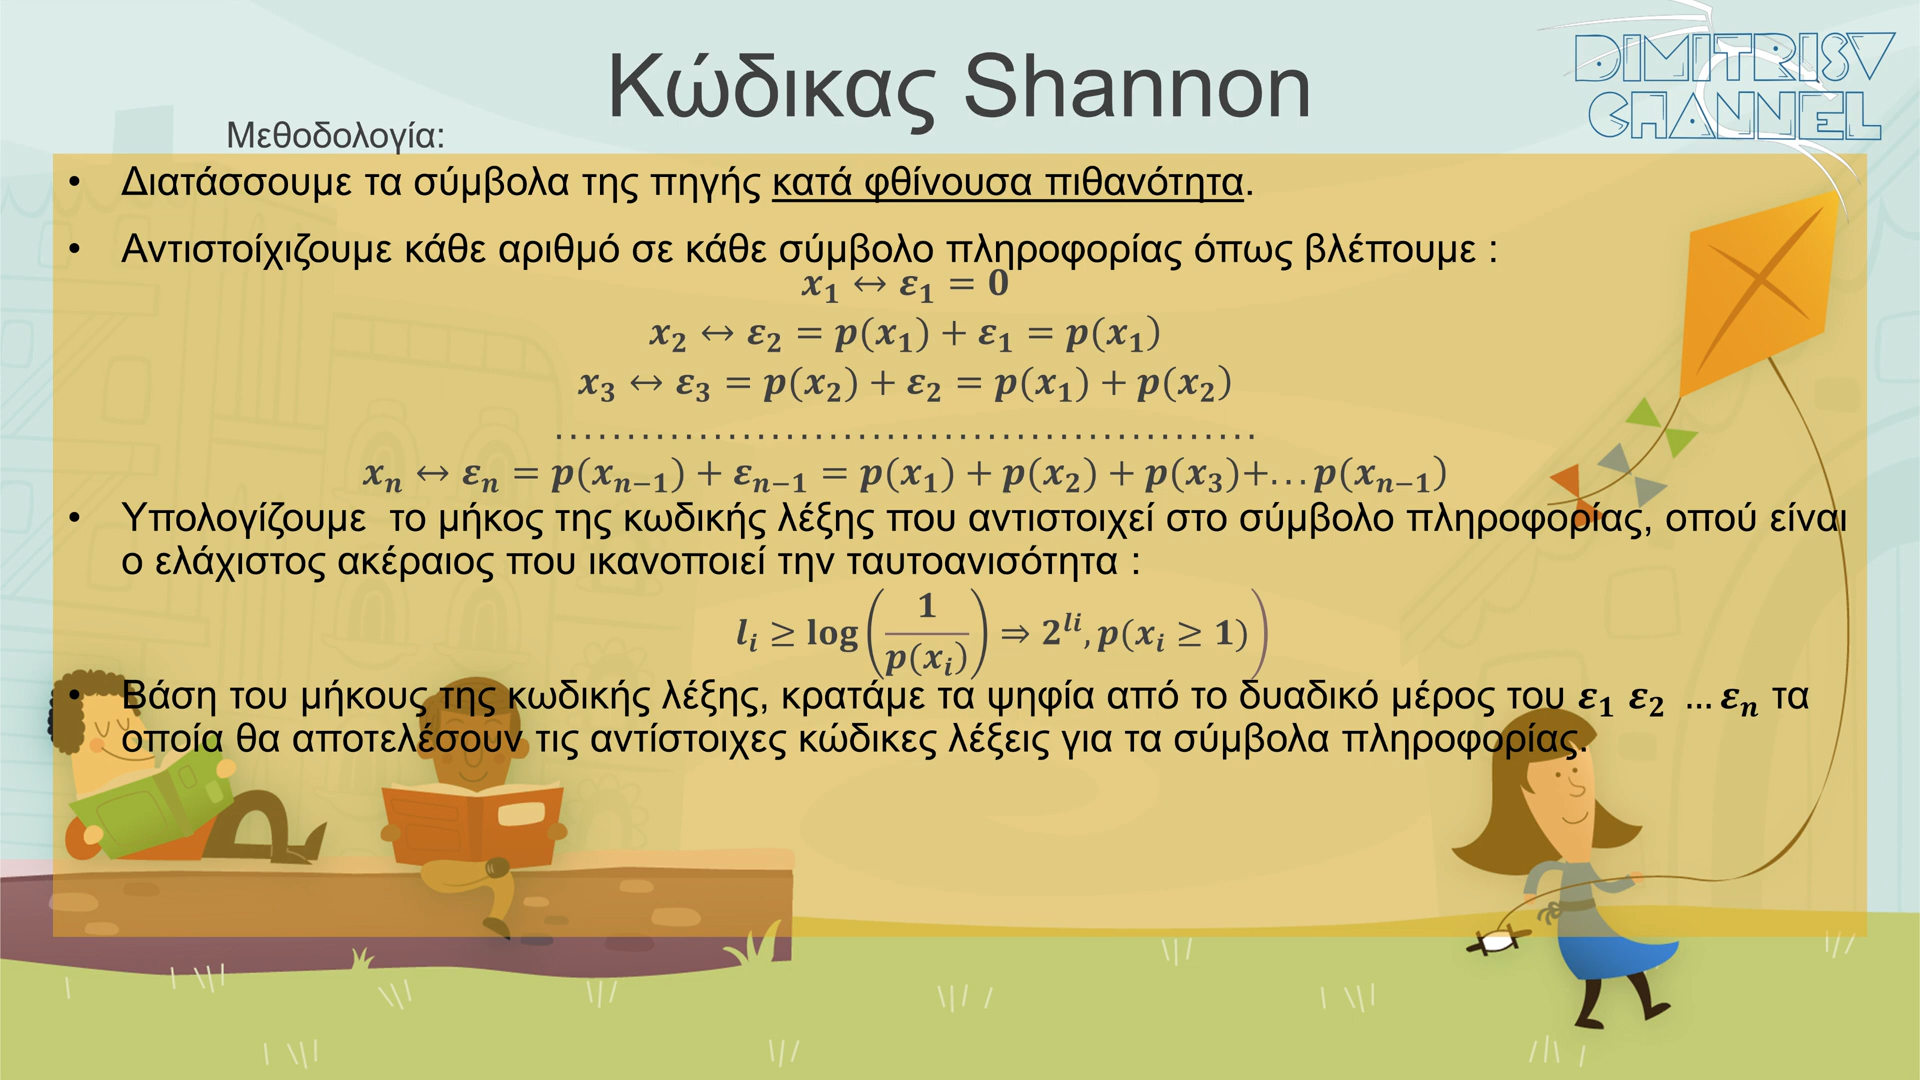 Κώδικας Shannon
DIMITRISV
CHANNEL
Μεθοδολογία:
• Διατάσσουμε τα σύμβολα της πηγής κατά φθίνουσα πιθανότητα.
• Αντιστοίχιζουμε κάθε αριθμό σε κάθε σύμβολο πληροφορίας όπως βλέπουμε :
x₁ ↔ ε₁ = 0
x₂ ↔ ε₂ = p(x₁) + ε₁ = p(x₁)
x₃ ↔ ε₃ = p(x₂) + ε₂ = p(x₁) + p(x₂)
……………………………………………
xₙ ↔ εₙ = p(xₙ₋₁) + εₙ₋₁ = p(x₁) + p(x₂) + p(x₃)+…p(xₙ₋₁)
• Υπολογίζουμε το μήκος της κωδικής λέξης που αντιστοιχεί στο σύμβολο πληροφορίας, οπού είναι
ο ελάχιστος ακέραιος που ικανοποιεί την ταυτοανισότητα :
lᵢ ≥ log(1/p(xᵢ)) ⇒ 2^{li}, p(xᵢ ≥ 1))
• Βάση του μήκους της κωδικής λέξης, κρατάμε τα ψηφία από το δυαδικό μέρος του ε₁ ε₂ … εₙ τα
οποία θα αποτελέσουν τις αντίστοιχες κώδικες λέξεις για τα σύμβολα πληροφορίας.